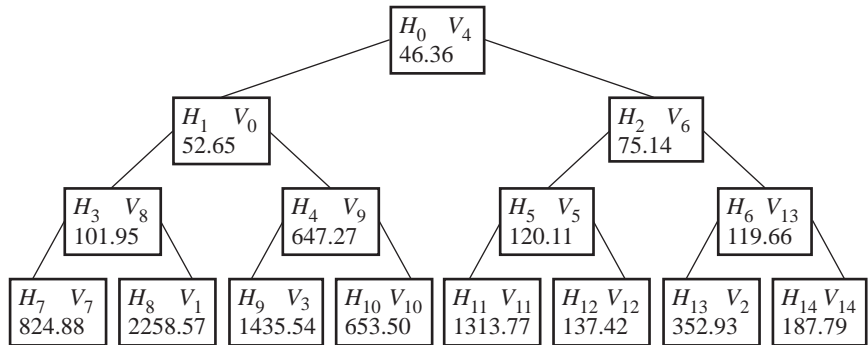 H₀ V₄
46.36
H₁ V₀
52.65
H₂ V₆
75.14
H₃ V₈
101.95
H₄ V₉
647.27
H₅ V₅
120.11
H₆ V₁₃
119.66
H₇ V₇
824.88
H₈ V₁
2258.57
H₉ V₃
1435.54
H₁₀ V₁₀
653.50
H₁₁ V₁₁
1313.77
H₁₂ V₁₂
137.42
H₁₃ V₂
352.93
H₁₄ V₁₄
187.79